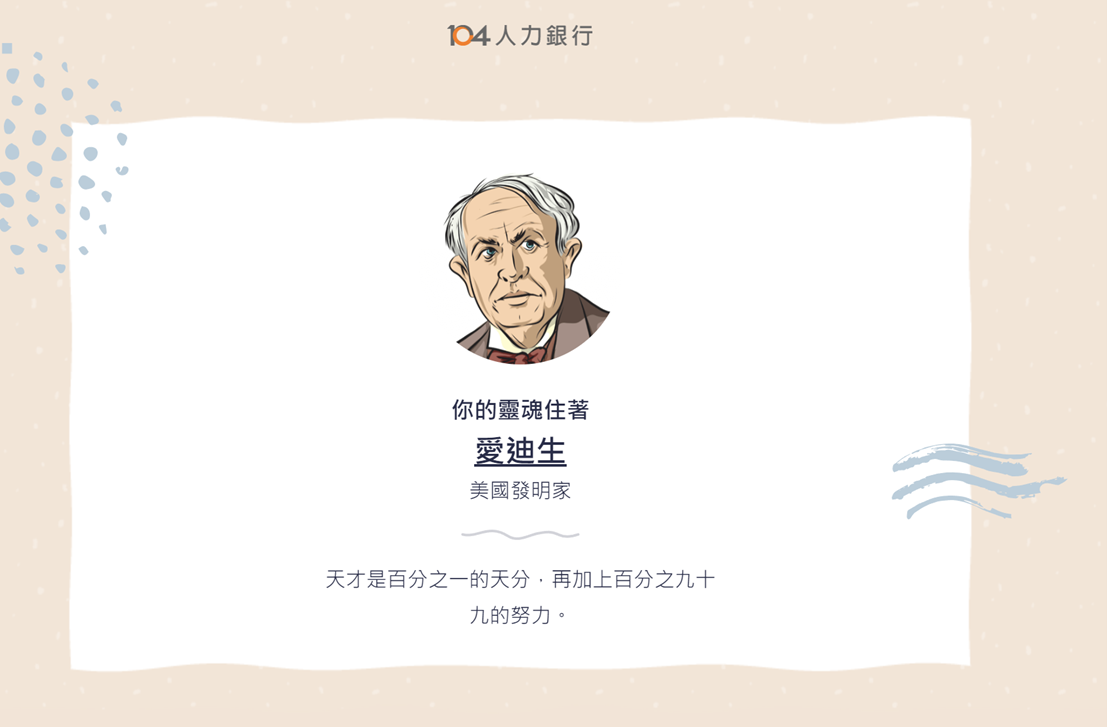 104人力銀行
你的靈魂住著
愛迪生
美國發明家
天才是百分之一的天分，再加上百分之九十
九的努力。